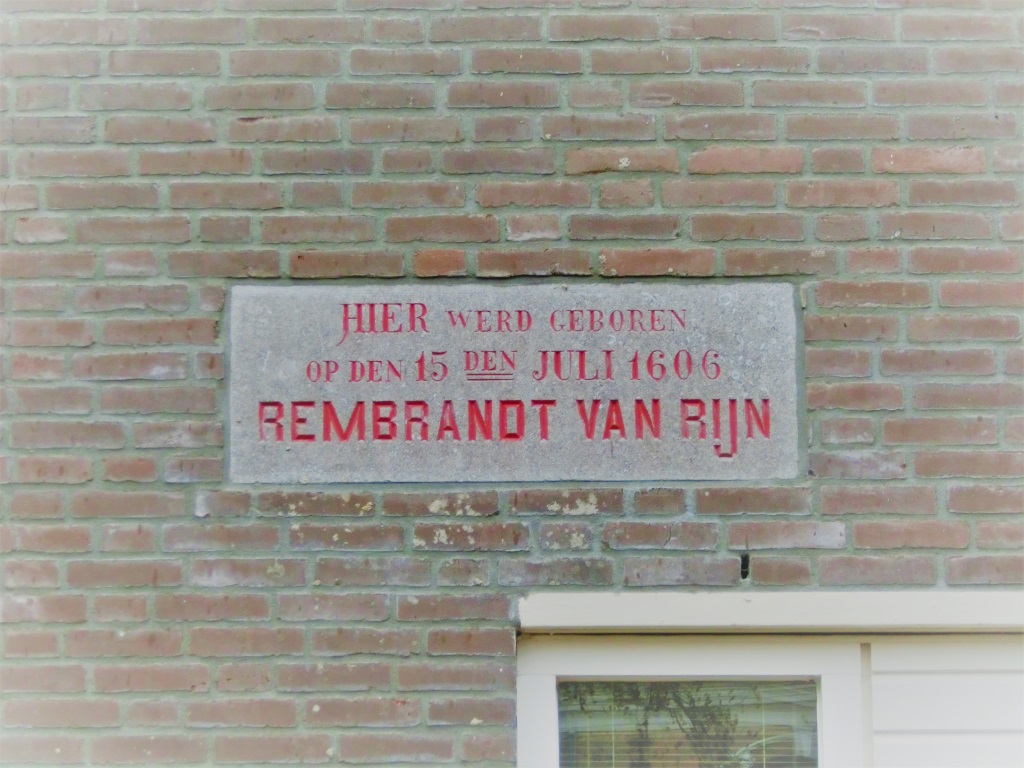 HIER WERD GEBOREN
OP DEN 15 DEN JULI 1606
REMBRANDT VAN RIJN